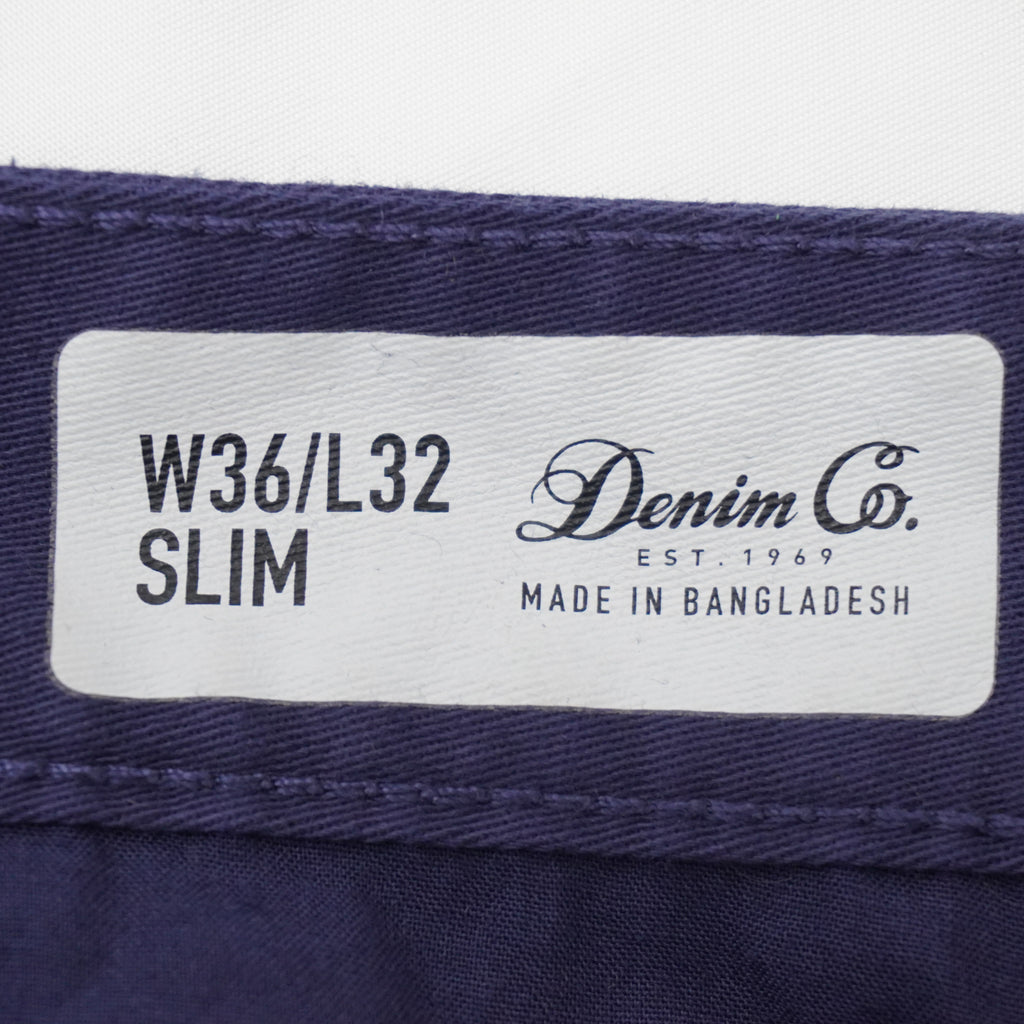 W36/L32
SLIM
Denim Co.
EST. 1969
MADE IN BANGLADESH